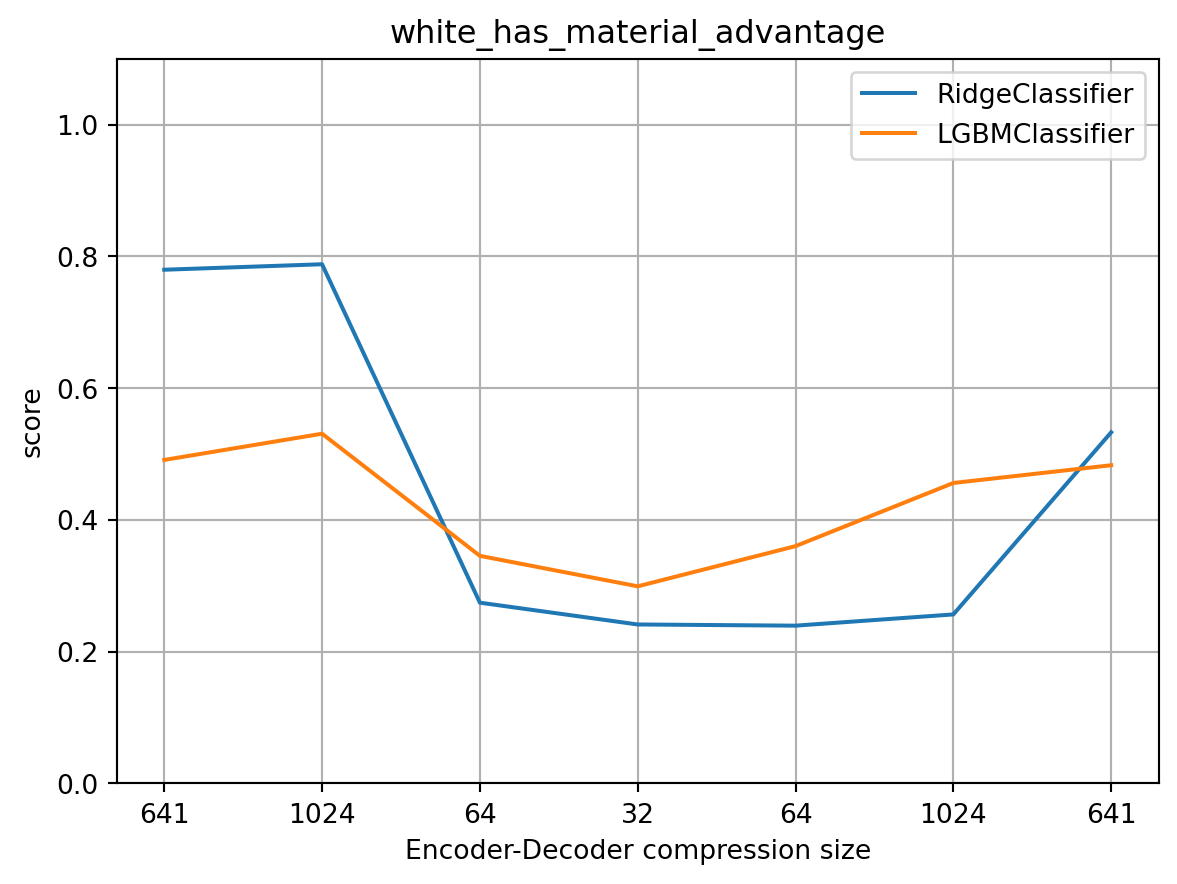 white_has_material_advantage
RidgeClassifier
LGBMClassifier
1.0
0.8
0.6
0.4
0.2
0.0
score
641 1024 64 32 64 1024 641
Encoder-Decoder compression size